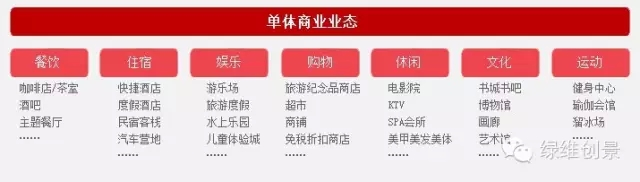 单体商业业态
餐饮
咖啡店/茶室
酒吧
主题餐厅
······
住宿
快捷酒店
度假酒店
民宿客栈
汽车营地
······
娱乐
游乐场
旅游度假
水上乐园
儿童体验城
······
购物
旅游纪念品商店
超市
商铺
免税折扣商店
······
休闲
电影院
KTV
SPA会所
美甲美发美体
······
文化
书城书吧
博物馆
画廊
艺术馆
······
运动
健身中心
瑜伽会馆
溜冰场
······
绿维创景